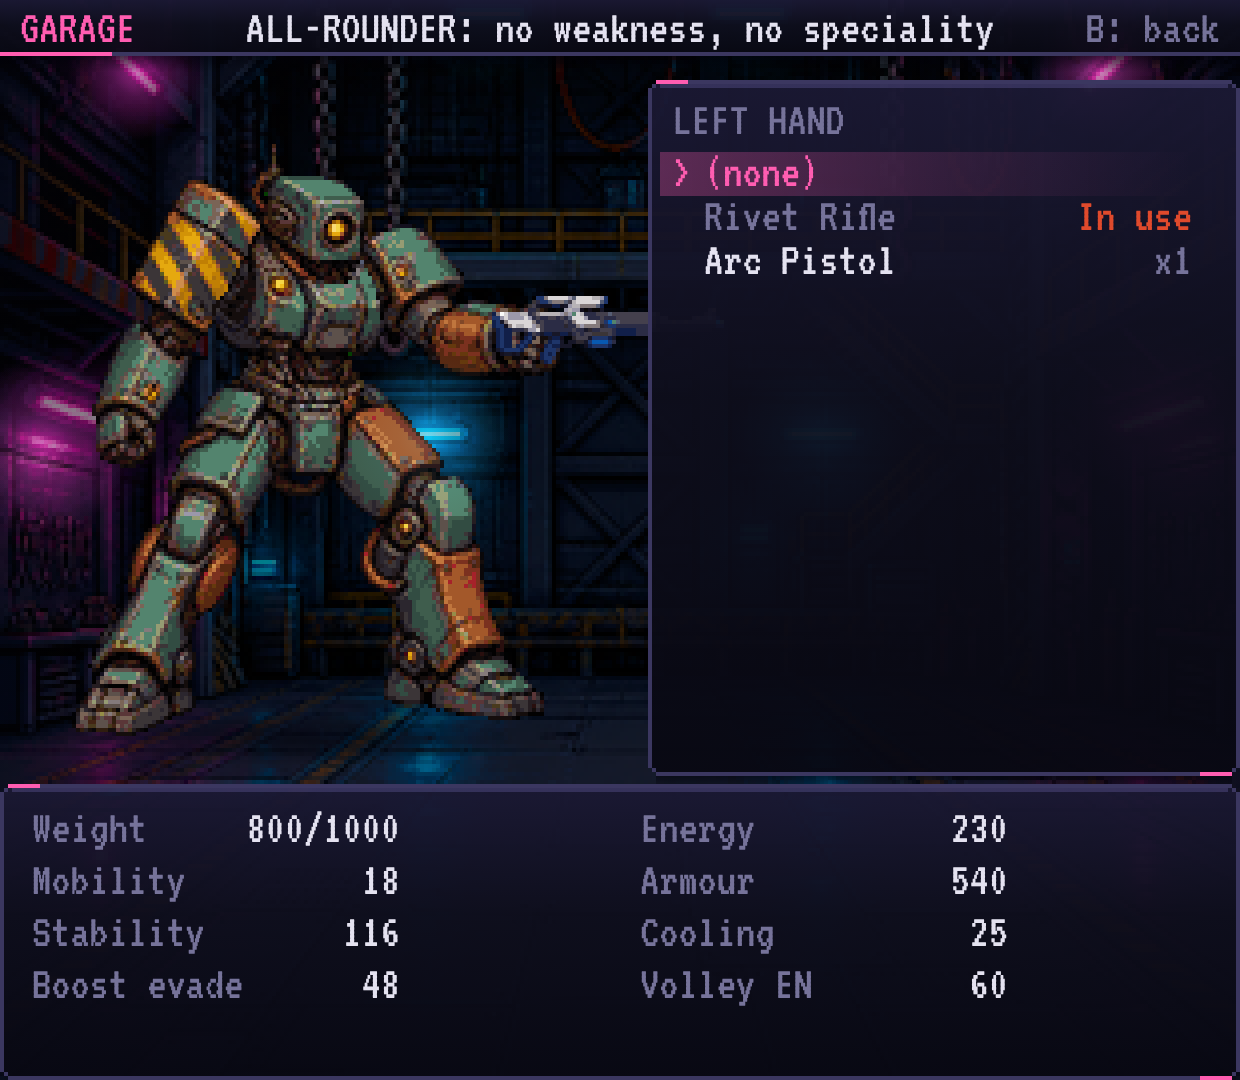 GARAGE
ALL-ROUNDER: no weakness, no speciality
B: back
LEFT HAND
> (none)
Rivet Rifle In use
Arc Pistol x1
Weight 800/1000
Mobility 18
Stability 116
Boost evade 48
Energy 230
Armour 540
Cooling 25
Volley EN 60